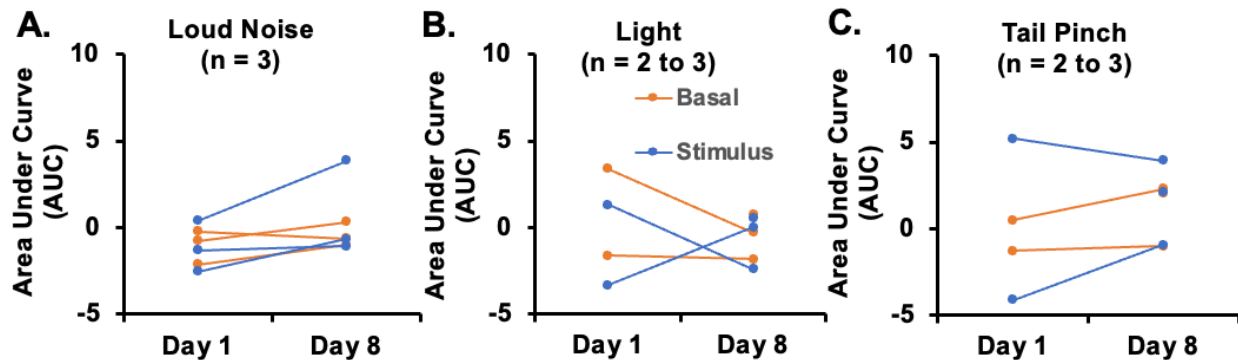 A.
Loud Noise
(n = 3)
Area Under Curve
(AUC)
10
5
0
-5
Day 1
Day 8
B.
Light
(n = 2 to 3)
Area Under Curve
(AUC)
10
5
0
-5
Basal
Stimulus
Day 1
Day 8
C.
Tail Pinch
(n = 2 to 3)
Area Under Curve
(AUC)
10
5
0
-5
Day 1
Day 8